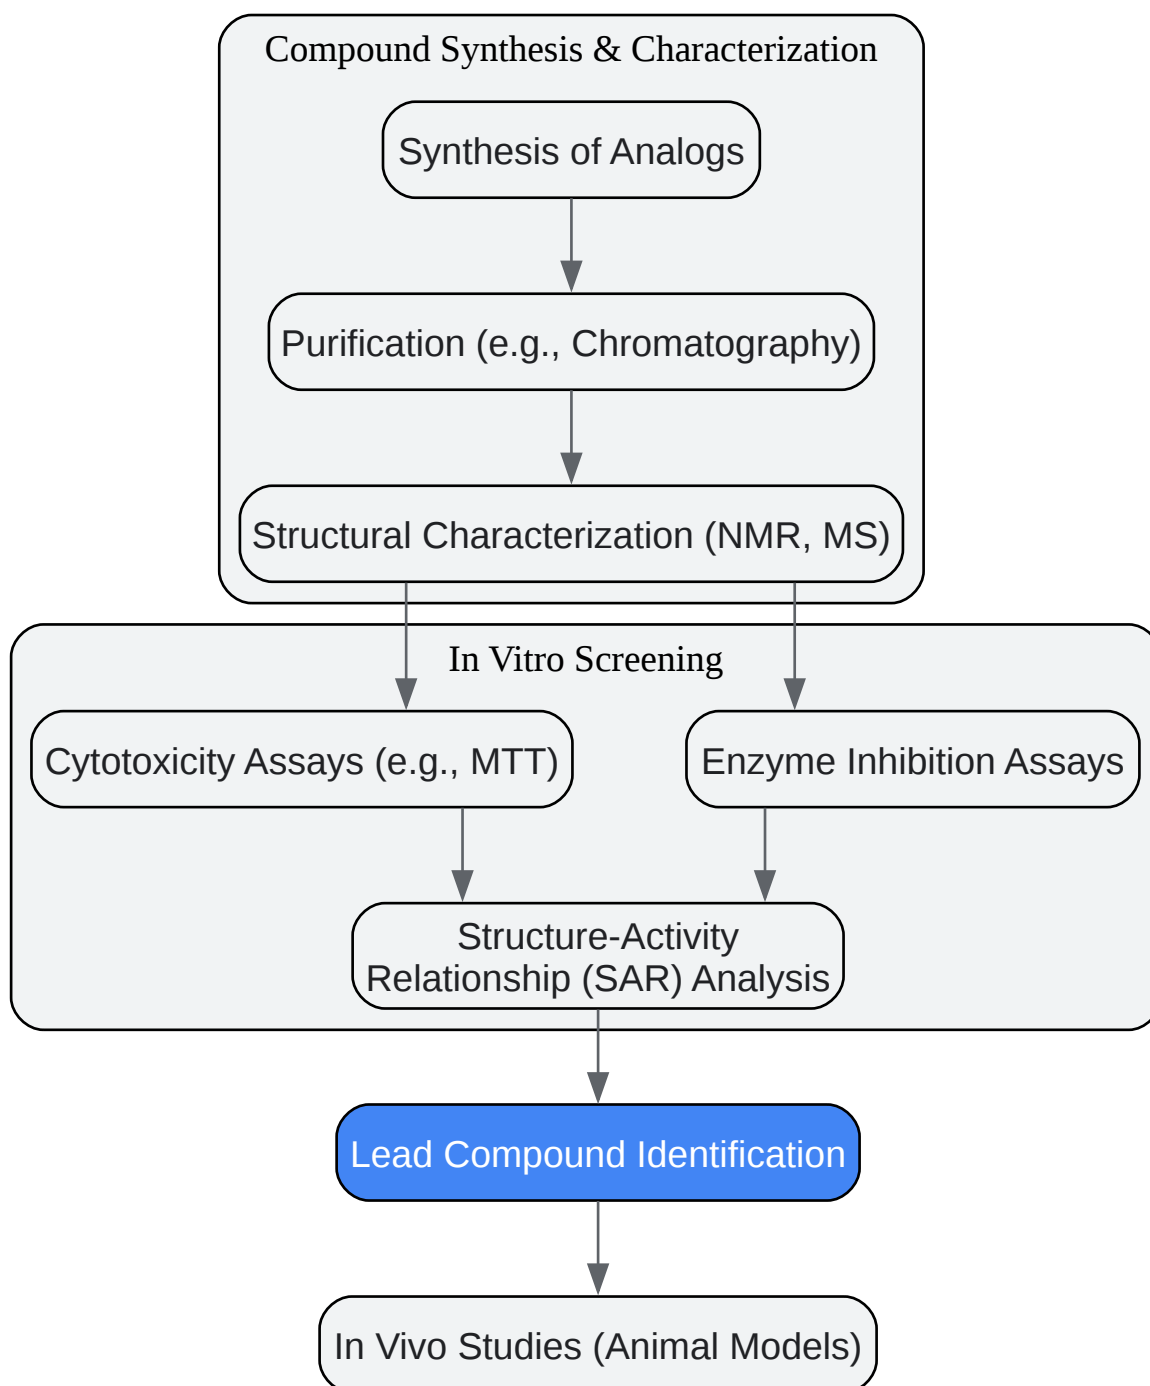 Compound Synthesis & Characterization
Synthesis of Analogs
Purification (e.g., Chromatography)
Structural Characterization (NMR, MS)
In Vitro Screening
Cytotoxicity Assays (e.g., MTT)
Enzyme Inhibition Assays
Structure-Activity
Relationship (SAR) Analysis
Lead Compound Identification
In Vivo Studies (Animal Models)